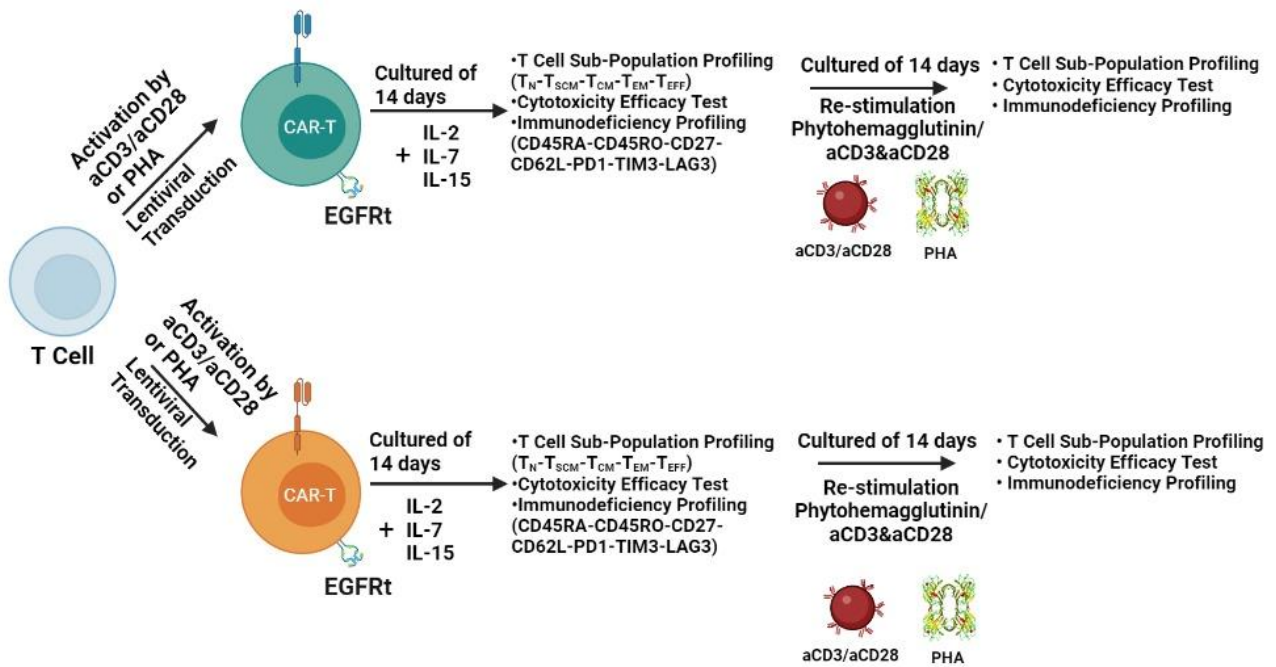 Activation by
aCD3/aCD28
or PHA
Lentiviral
Transduction
CAR-T
EGFRt
Cultured of
14 days
+ IL-2
IL-7
IL-15
•T Cell Sub-Population Profiling
(TN-TSCM-TCM-TEM-TEFF)
•Cytotoxicity Efficacy Test
•Immunodeficiency Profiling
(CD45RA-CD45RO-CD27-
CD62L-PD1-TIM3-LAG3)
Cultured of 14 days
Re-stimulation
Phytohemagglutinin/
aCD3&aCD28
aCD3/aCD28
PHA
• T Cell Sub-Population Profiling
• Cytotoxicity Efficacy Test
• Immunodeficiency Profiling
T Cell
Activation by
aCD3/aCD28
or PHA
Lentiviral
Transduction
CAR-T
EGFRt
Cultured of
14 days
+ IL-2
IL-7
IL-15
•T Cell Sub-Population Profiling
(TN-TSCM-TCM-TEM-TEFF)
•Cytotoxicity Efficacy Test
•Immunodeficiency Profiling
(CD45RA-CD45RO-CD27-
CD62L-PD1-TIM3-LAG3)
Cultured of 14 days
Re-stimulation
Phytohemagglutinin/
aCD3&aCD28
aCD3/aCD28
PHA
• T Cell Sub-Population Profiling
• Cytotoxicity Efficacy Test
• Immunodeficiency Profiling